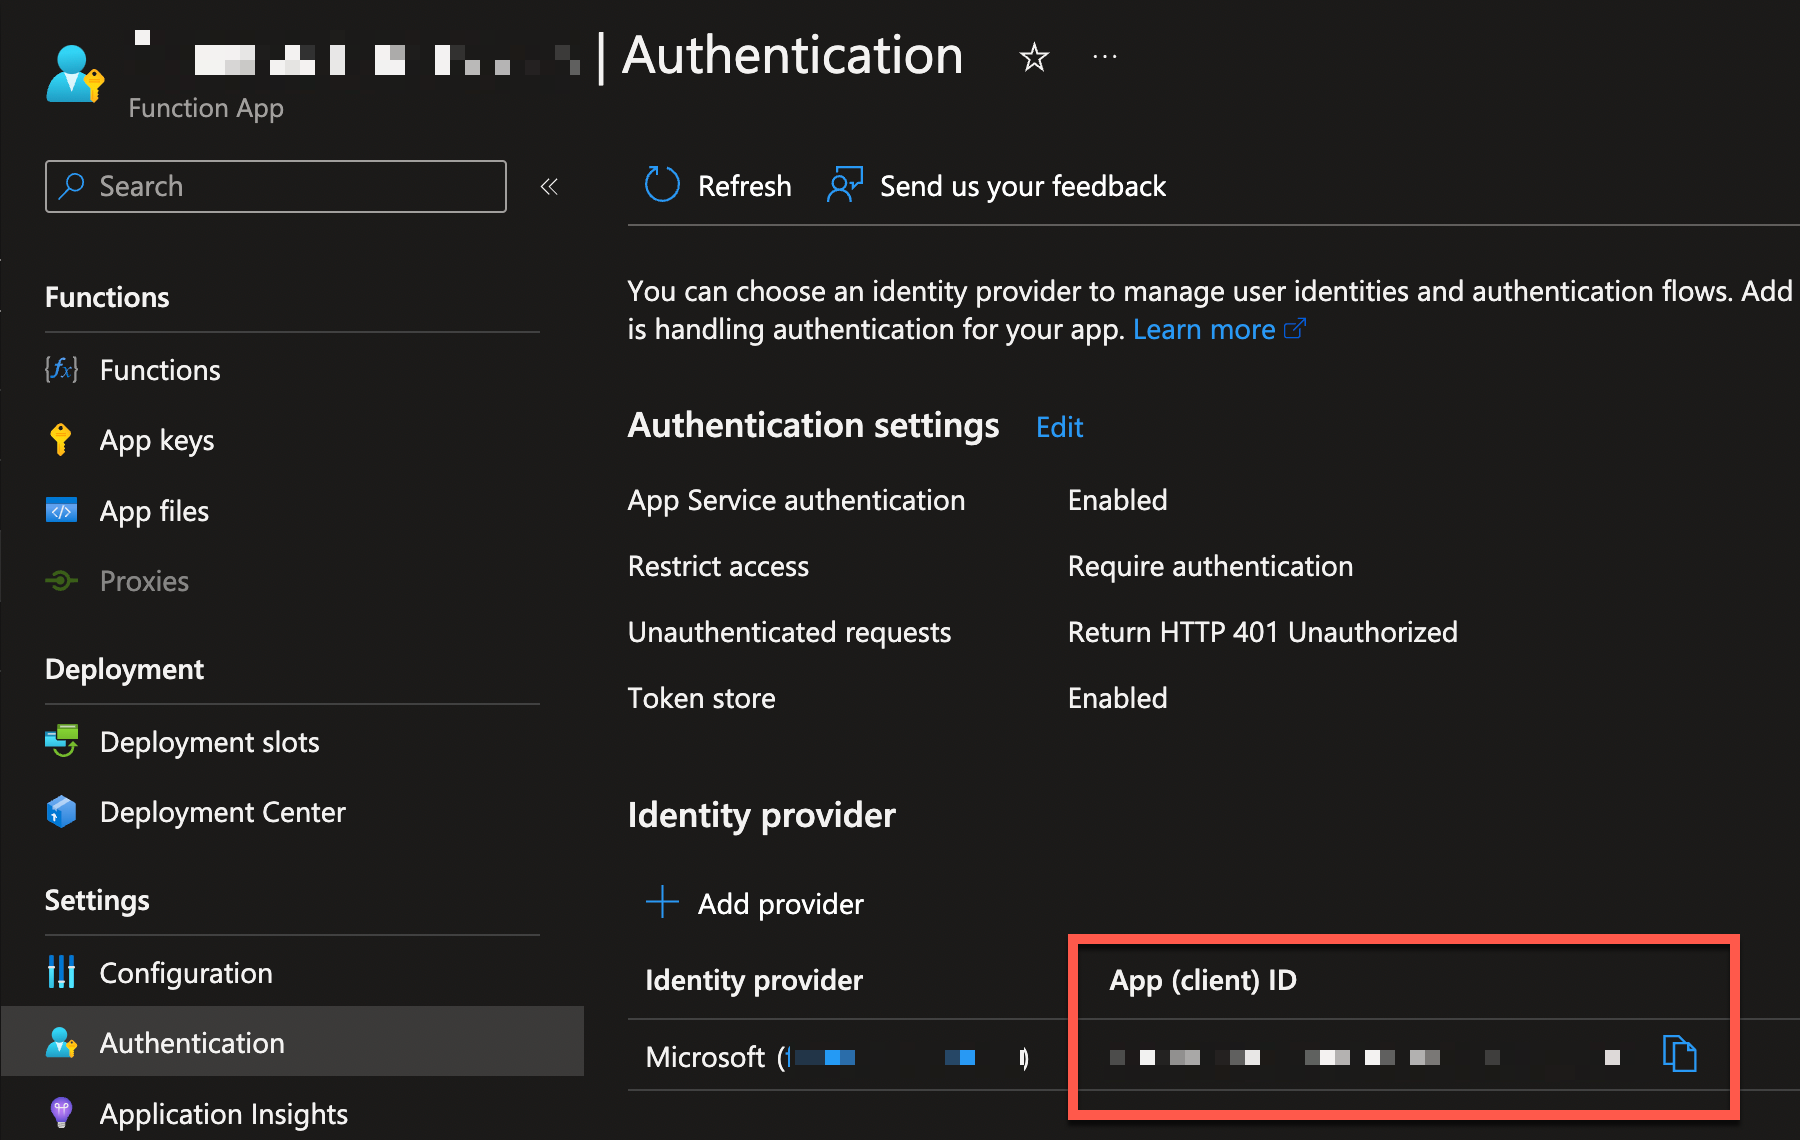 | Authentication
Function App
Search
Refresh
Send us your feedback
Functions
Functions
App keys
App files
Proxies
Deployment
Deployment slots
Deployment Center
Settings
Configuration
Authentication
Application Insights
You can choose an identity provider to manage user identities and authentication flows. Add
is handling authentication for your app. Learn more
Authentication settings Edit
App Service authentication Enabled
Restrict access Require authentication
Unauthenticated requests Return HTTP 401 Unauthorized
Token store Enabled
Identity provider
Add provider
Identity provider App (client) ID
Microsoft (